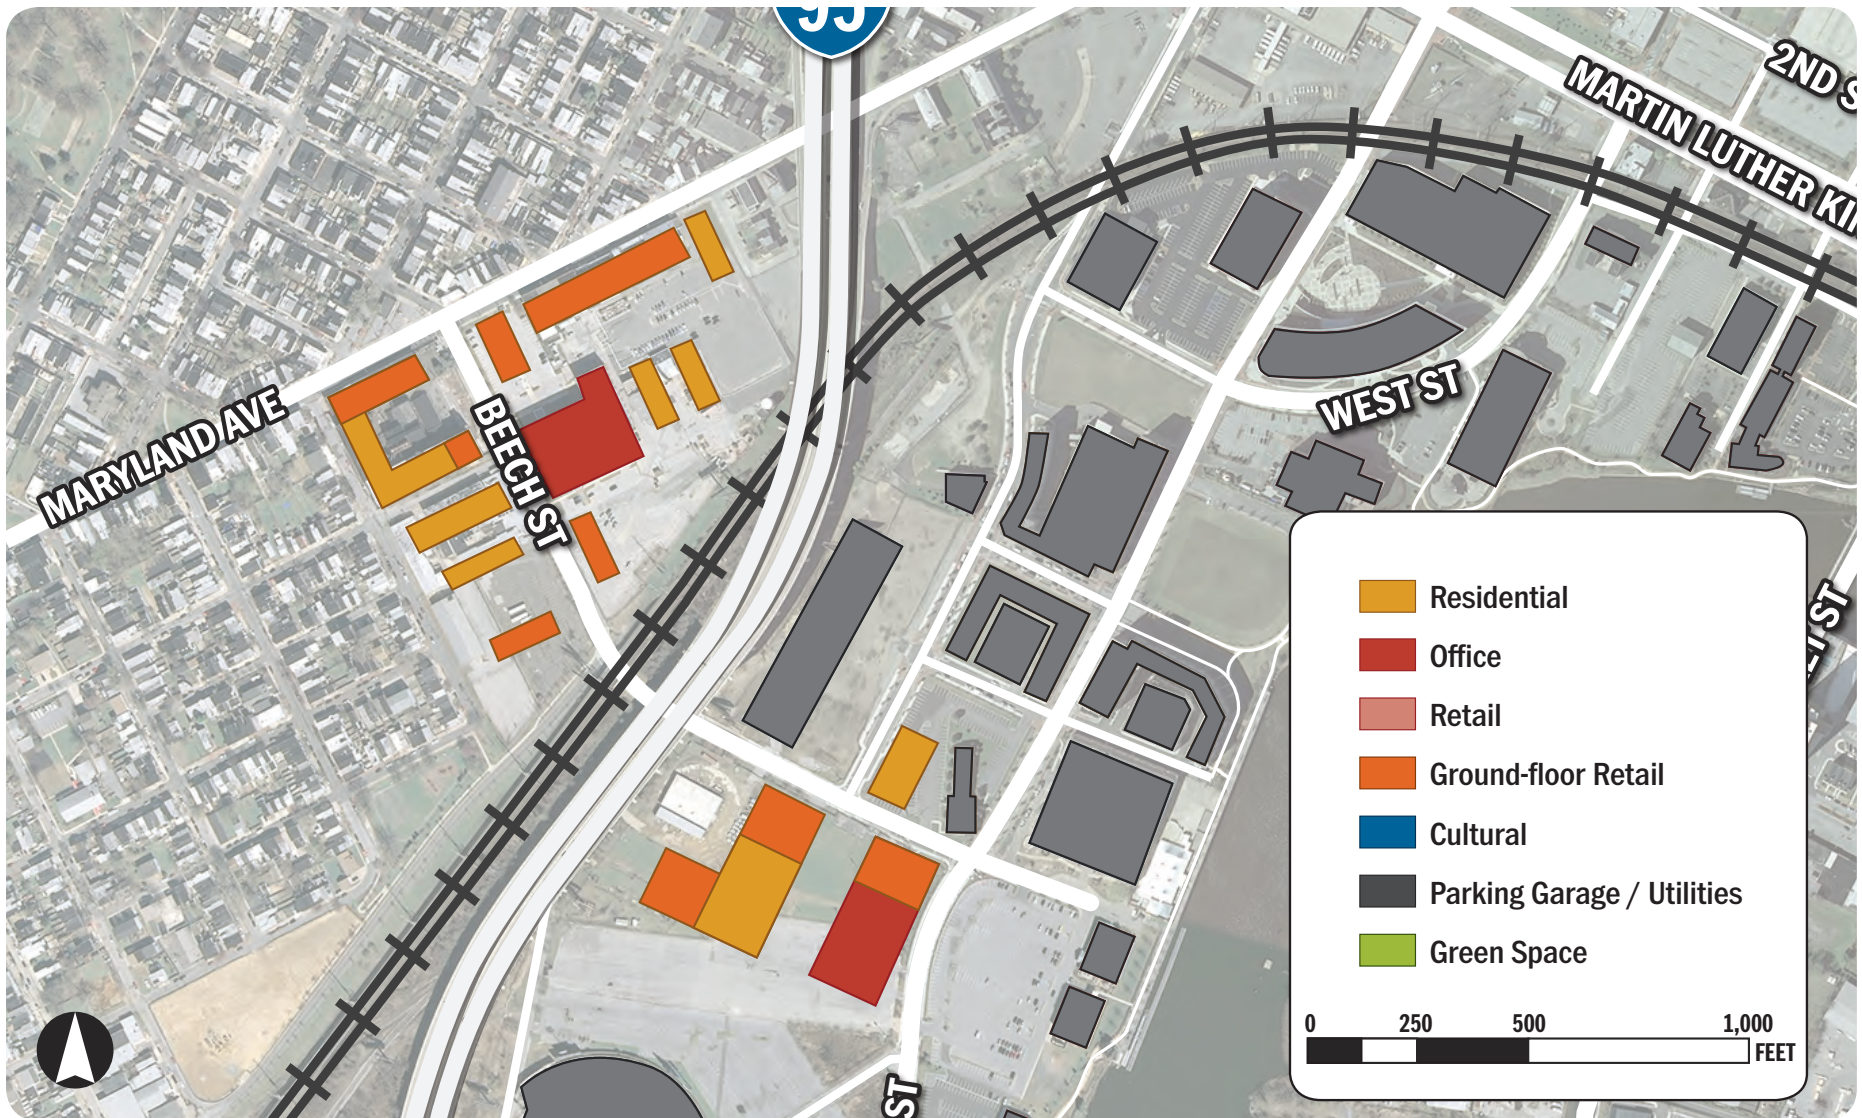 95
2ND S
MARTIN LUTHER KI
MARYLAND AVE
BEECH ST
WEST ST
ST
ST
Residential
Office
Retail
Ground-floor Retail
Cultural
Parking Garage / Utilities
Green Space
0 250 500 1,000
FEET